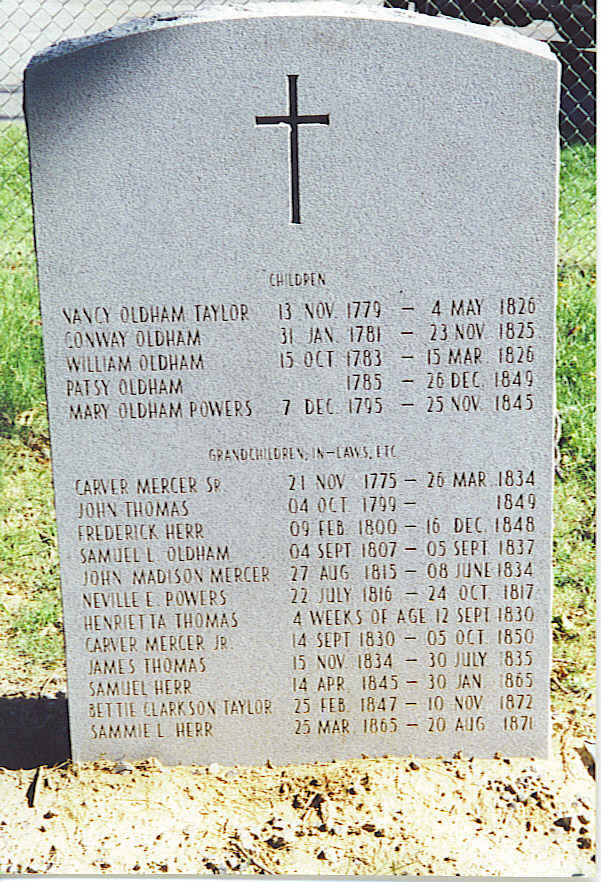 CHILDREN
NANCY OLDHAM TAYLOR 13 NOV. 1779 – 4 MAY 1826
CONWAY OLDHAM 31 JAN. 1781 – 23 NOV. 1825
WILLIAM OLDHAM 15 OCT. 1783 – 15 MAR. 1826
PATSY OLDHAM 1785 – 26 DEC. 1849
MARY OLDHAM POWERS 7 DEC. 1795 – 25 NOV. 1845
GRANDCHILDREN, IN-LAWS, ETC.
CARVER MERCER SR. 21 NOV. 1775 – 26 MAR. 1834
JOHN THOMAS 04 OCT. 1799 – 1849
FREDERICK HERR 09 FEB. 1800 – 16 DEC. 1848
SAMUEL L. OLDHAM 04 SEPT. 1807 – 05 SEPT. 1837
JOHN MADISON MERCER 27 AUG. 1815 – 08 JUNE 1834
NEVILLE E. POWERS 22 JULY 1816 – 24 OCT. 1817
HENRIETTA THOMAS 4 WEEKS OF AGE 12 SEPT. 1830
CARVER MERCER JR. 14 SEPT. 1830 – 05 OCT. 1850
JAMES THOMAS 15 NOV. 1834 – 30 JULY 1835
SAMUEL HERR 14 APR. 1845 – 30 JAN. 1865
BETTIE CLARKSON TAYLOR 25 FEB. 1847 – 10 NOV. 1872
SAMMIE L. HERR 25 MAR. 1865 – 20 AUG. 1871